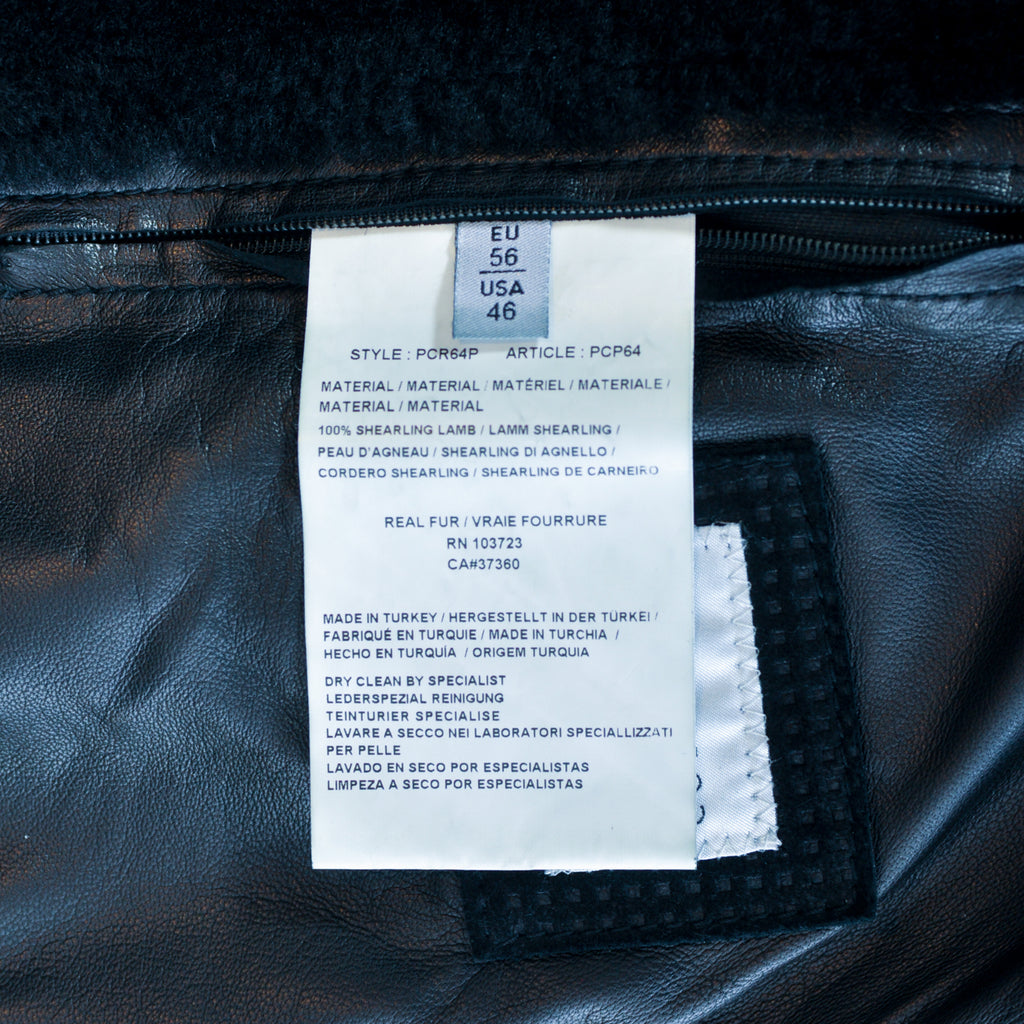 EU
56
USA
46
STYLE : PCR64P ARTICLE : PCP64
MATERIAL / MATERIAL / MATÉRIEL / MATERIALE /
MATERIAL / MATERIAL
100% SHEARLING LAMB / LAMM SHEARLING /
PEAU D'AGNEAU / SHEARLING DI AGNELLO /
CORDERO SHEARLING / SHEARLING DE CARNEIRO
REAL FUR / VRAIE FOURRURE
RN 103723
CA#37360
MADE IN TURKEY / HERGESTELLT IN DER TÜRKEI /
FABRIQUÉ EN TURQUIE / MADE IN TURCHIA /
HECHO EN TURQUÍA / ORIGEM TURQUIA
DRY CLEAN BY SPECIALIST
LEDERSPEZIAL REINIGUNG
TEINTURIER SPECIALISE
LAVARE A SECCO NEI LABORATORI SPECIALLIZZATI
PER PELLE
LAVADO EN SECO POR ESPECIALISTAS
LIMPEZA A SECO POR ESPECIALISTAS